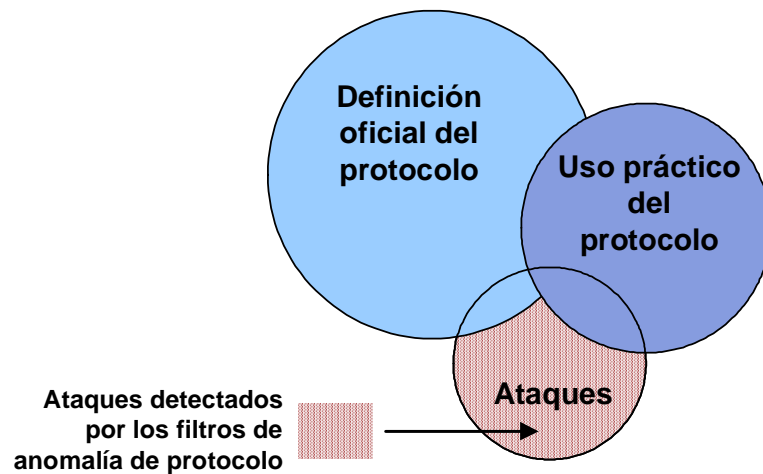 Definición
oficial del
protocolo
Uso práctico
del
protocolo
Ataques
Ataques detectados
por los filtros de
anomalía de protocolo